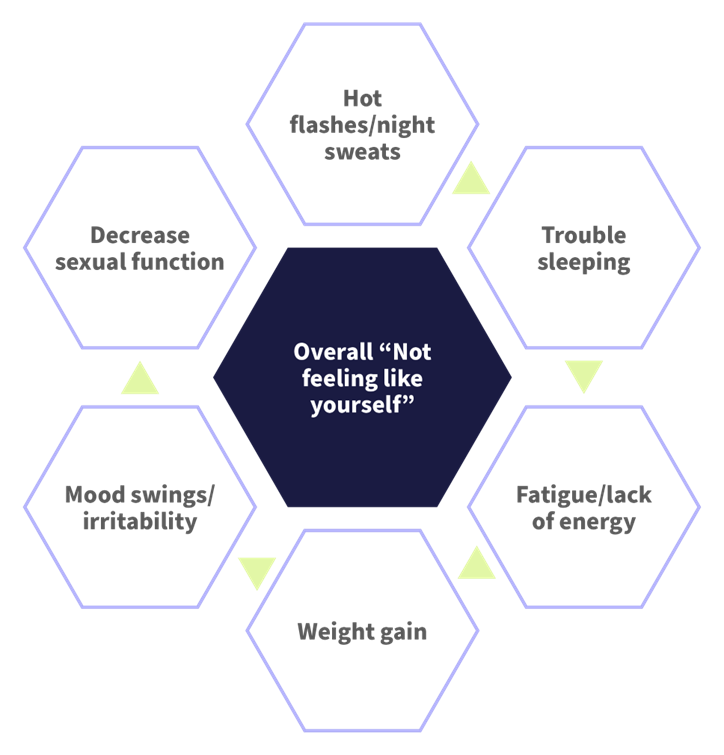 Hot
flashes/night
sweats
Trouble
sleeping
Fatigue/lack
of energy
Weight gain
Mood swings/
irritability
Decrease
sexual function
Overall “Not
feeling like
yourself”